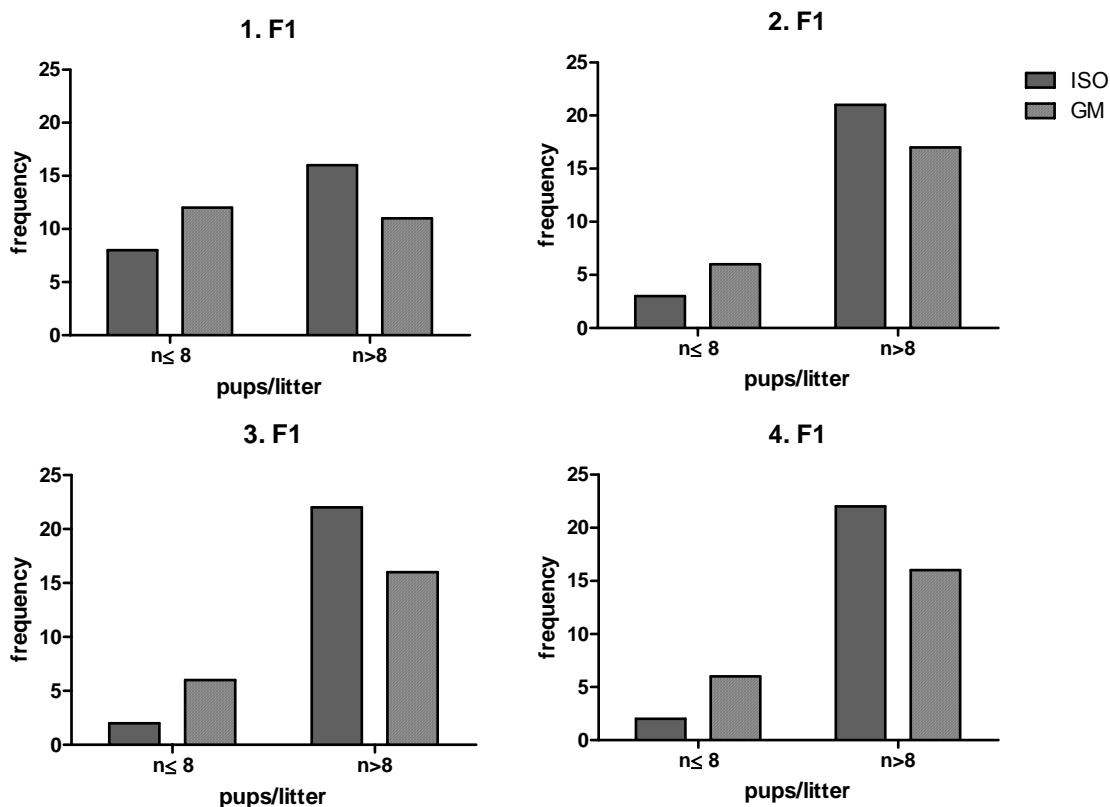 1. F1
25
20
15
10
5
0
frequency
n≤ 8
n>8
pups/litter
2. F1
25
20
15
10
5
0
frequency
n≤ 8
n>8
pups/litter
ISO
GM
3. F1
25
20
15
10
5
0
frequency
n≤ 8
n>8
pups/litter
4. F1
25
20
15
10
5
0
frequency
n≤ 8
n>8
pups/litter